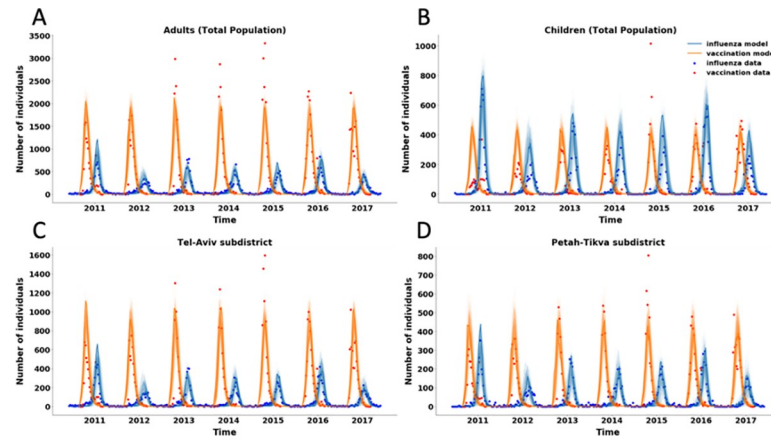 A
Adults (Total Population)
3500
3000
2500
2000
1500
1000
500
0
Number of individuals
2011 2012 2013 2014 2015 2016 2017
Time
B
Children (Total Population)
1000
800
600
400
200
0
Number of individuals
influenza model
vaccination model
influenza data
vaccination data
2011 2012 2013 2014 2015 2016 2017
Time
C
Tel-Aviv subdistrict
1600
1400
1200
1000
800
600
400
200
0
Number of individuals
2011 2012 2013 2014 2015 2016 2017
Time
D
Petah-Tikva subdistrict
800
700
600
500
400
300
200
100
0
Number of individuals
2011 2012 2013 2014 2015 2016 2017
Time